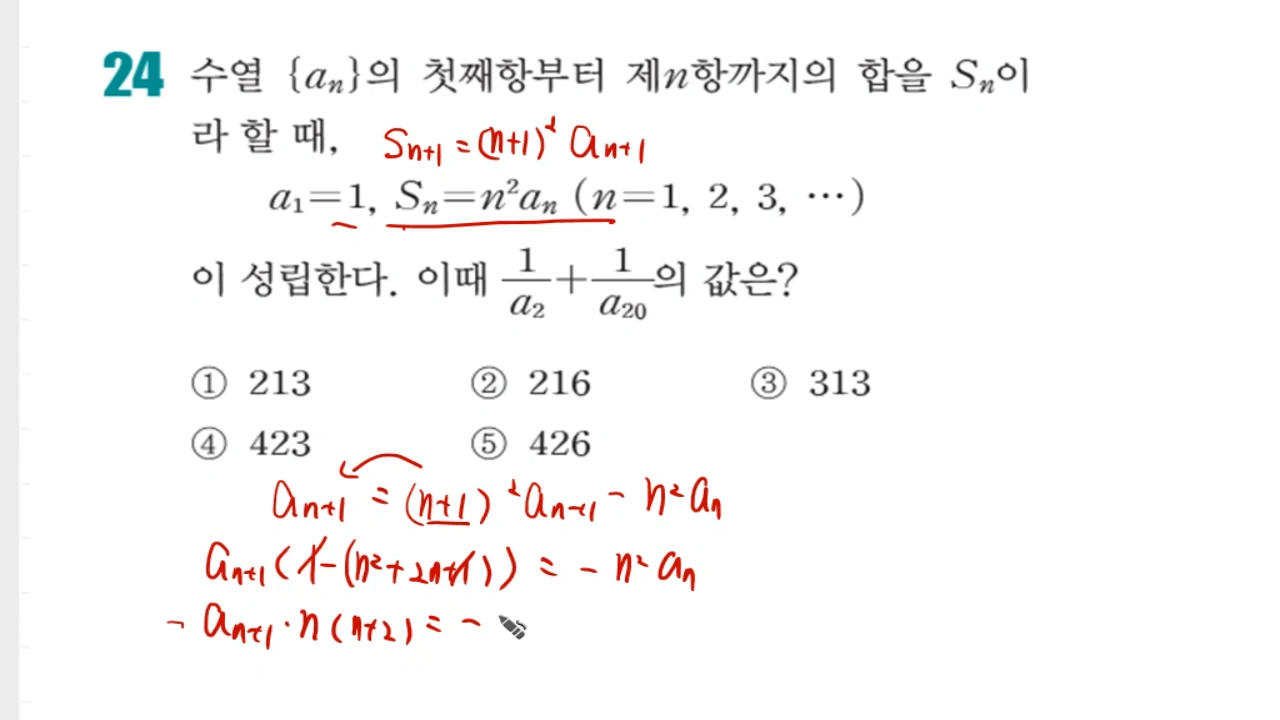 24 수열 {aₙ}의 첫째항부터 제n항까지의 합을 Sₙ이
라 할 때,
Sₙ₊₁ = (n+1)² aₙ₊₁
a₁=1, Sₙ=n²aₙ (n=1, 2, 3, ⋯)
이 성립한다. 이때 1/a₂ + 1/a₂₀의 값은?
① 213 ② 216 ③ 313
④ 423 ⑤ 426
aₙ₊₁ = (n+1)² aₙ₊₁ − n² aₙ
aₙ₊₁ (1−(n²+2n+1)) = − n² aₙ
− aₙ₊₁ · n (n+2) = −